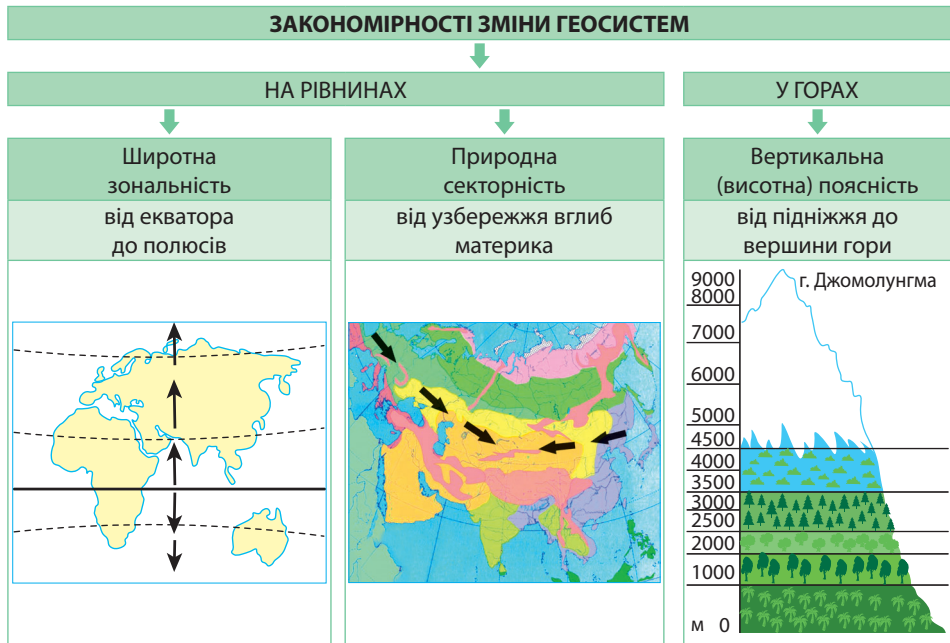 ЗАКОНОМІРНОСТІ ЗМІНИ ГЕОСИСТЕМ
НА РІВНИНАХ
У ГОРАХ
Широтна
зональність
від екватора
до полюсів
Природна
секторність
від узбережжя вглиб
материка
Вертикальна
(висотна) поясність
від підніжжя до
вершини гори
г. Джомолунгма
9000
8000
7000
6000
5000
4500
4000
3500
3000
2500
2000
1000
м 0